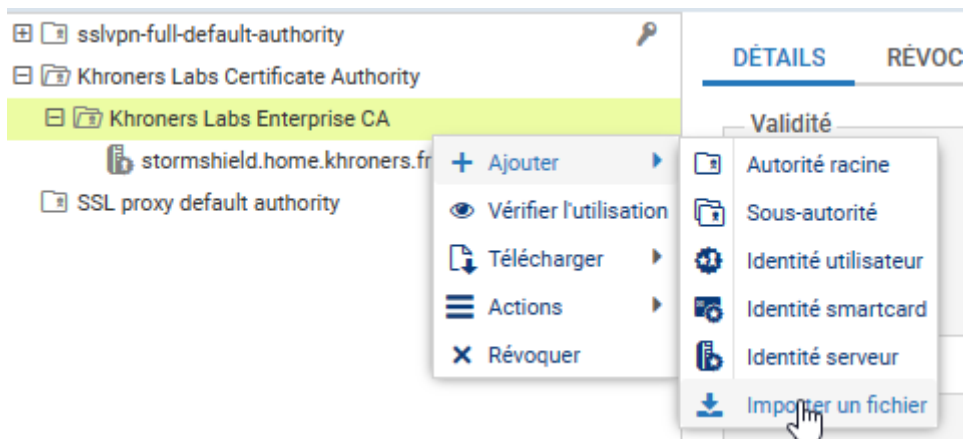 sslvpn-full-default-authority
DÉTAILS RÉVOC
Khroners Labs Certificate Authority
Khroners Labs Enterprise CA
Validité
stormshield.home.khroners.fr
SSL proxy default authority
Ajouter
Vérifier l'utilisation
Télécharger
Actions
Révoquer
Autorité racine
Sous-autorité
Identité utilisateur
Identité smartcard
Identité serveur
Importer un fichier